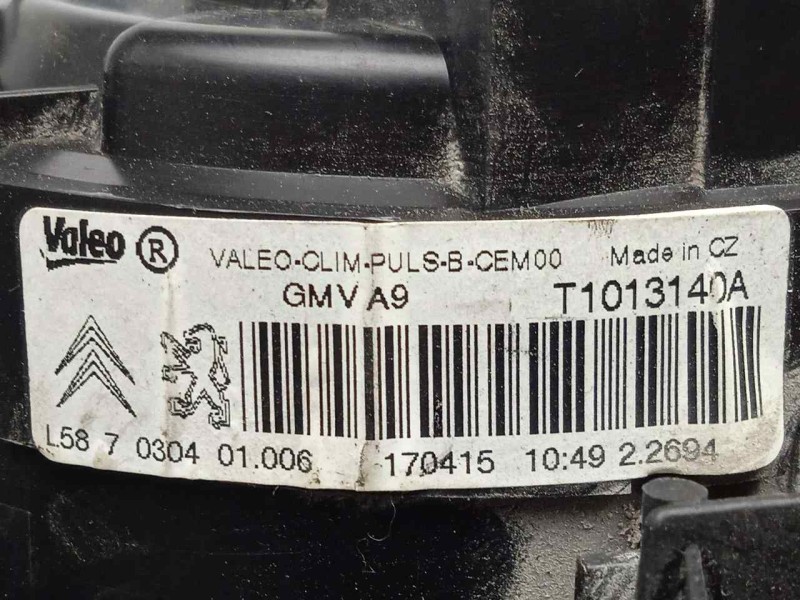 Valeo ® VALEO-CLIM-PULS-B-CEM00 Made in CZ
GMV A9 T1013140A
L58 7 0304 01.006 170415 10:49 2.2694